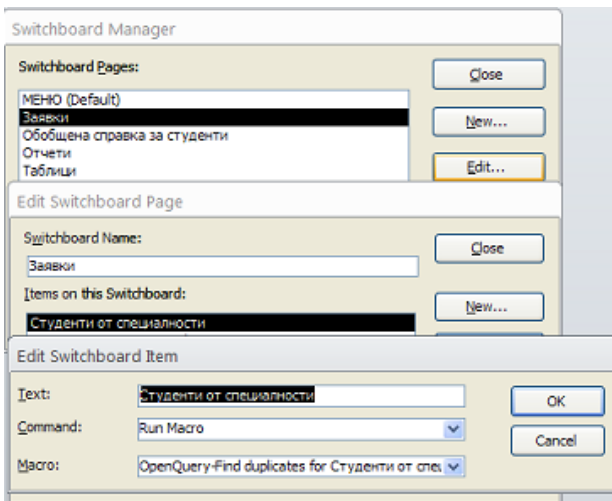 Switchboard Manager
Switchboard Pages:
Close
МЕНЮ (Default)
Заявки
New...
Обобщена справка за студенти
Отчети
Таблици
Edit...
Edit Switchboard Page
Switchboard Name:
Close
Заявки
Items on this Switchboard:
New...
Студенти от специалности
Edit Switchboard Item
Text:
Студенти от специалности
OK
Command:
Run Macro
Cancel
Macro:
OpenQuery-Find duplicates for Студенти от